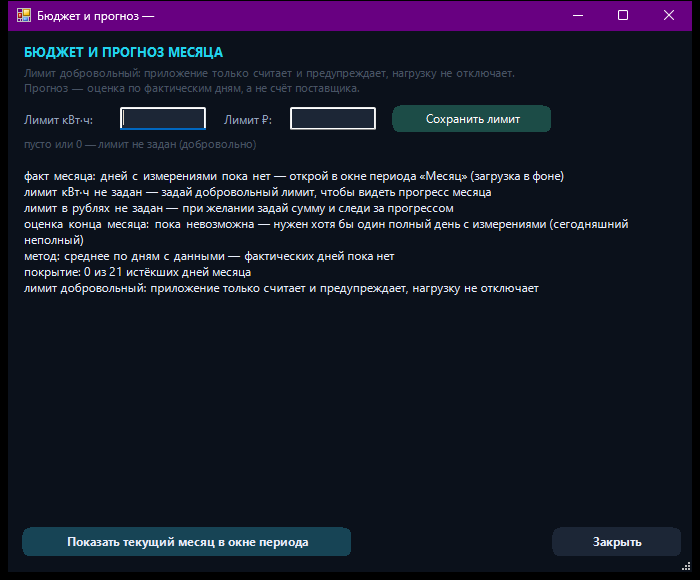 Бюджет и прогноз —
БЮДЖЕТ И ПРОГНОЗ МЕСЯЦА
Лимит добровольный: приложение только считает и предупреждает, нагрузку не отключает.
Прогноз — оценка по фактическим дням, а не счёт поставщика.
Лимит кВт·ч: Лимит ₽: Сохранить лимит
пусто или 0 — лимит не задан (добровольно)
факт месяца: дней с измерениями пока нет — открой в окне периода «Месяц» (загрузка в фоне)
лимит кВт·ч не задан — задай добровольный лимит, чтобы видеть прогресс месяца
лимит в рублях не задан — при желании задай сумму и следи за прогрессом
оценка конца месяца: пока невозможна — нужен хотя бы один полный день с измерениями (сегодняшний
неполный)
метод: среднее по дням с данными — фактических дней пока нет
покрытие: 0 из 21 истёкших дней месяца
лимит добровольный: приложение только считает и предупреждает, нагрузку не отключает
Показать текущий месяц в окне периода Закрыть